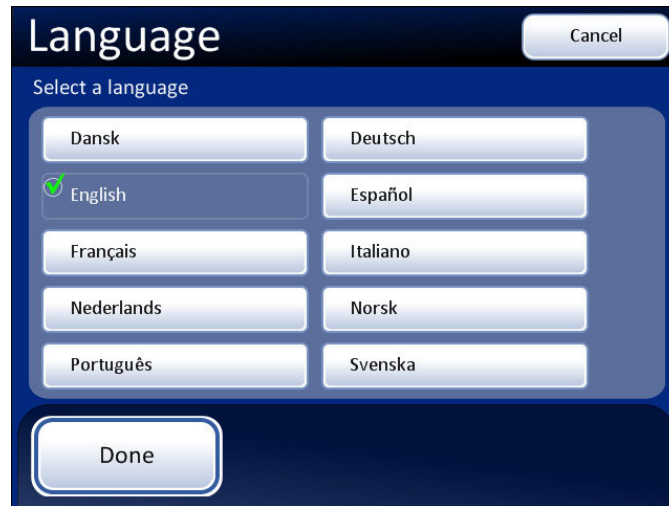 Language
Cancel
Select a language
Dansk
Deutsch
English
Español
Français
Italiano
Nederlands
Norsk
Português
Svenska
Done